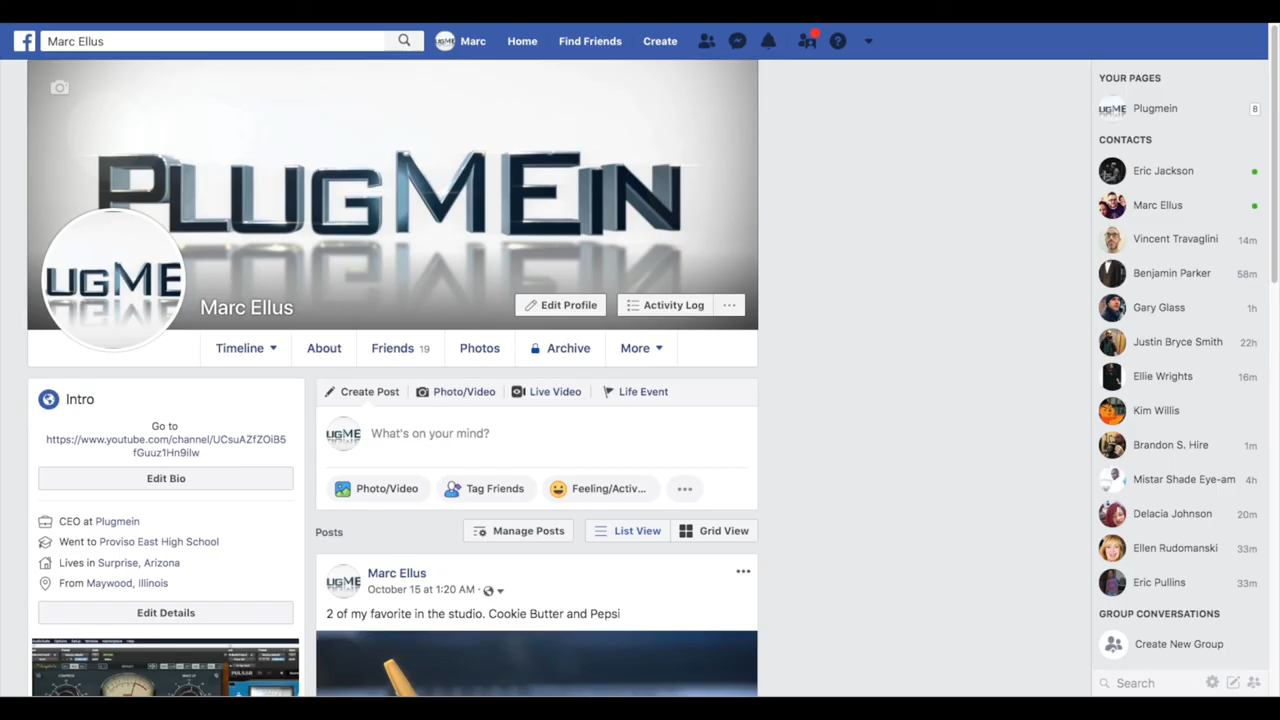 Marc Ellus
Marc
Home
Find Friends
Create
PLUGMEIN
UGME
Marc Ellus
Edit Profile
Activity Log
Timeline
About
Friends 19
Photos
Archive
More
Intro
Go to
https://www.youtube.com/channel/UCsuAZfZOiB5
fGuuz1Hn9iIw
Edit Bio
CEO at Plugmein
Went to Proviso East High School
Lives in Surprise, Arizona
From Maywood, Illinois
Edit Details
Create Post
Photo/Video
Live Video
Life Event
UGME
What's on your mind?
Photo/Video
Tag Friends
Feeling/Activ...
Posts
Manage Posts
List View
Grid View
UGME
Marc Ellus
October 15 at 1:20 AM ·
2 of my favorite in the studio. Cookie Butter and Pepsi
YOUR PAGES
UGME
Plugmein
8
CONTACTS
Eric Jackson
Marc Ellus
Vincent Travaglini 14m
Benjamin Parker 58m
Gary Glass 1h
Justin Bryce Smith 22h
Ellie Wrights 16m
Kim Willis
Brandon S. Hire 1m
Mistar Shade Eye-am 4h
Delacia Johnson 20m
Ellen Rudomanski 33m
Eric Pullins 33m
GROUP CONVERSATIONS
Create New Group
Search